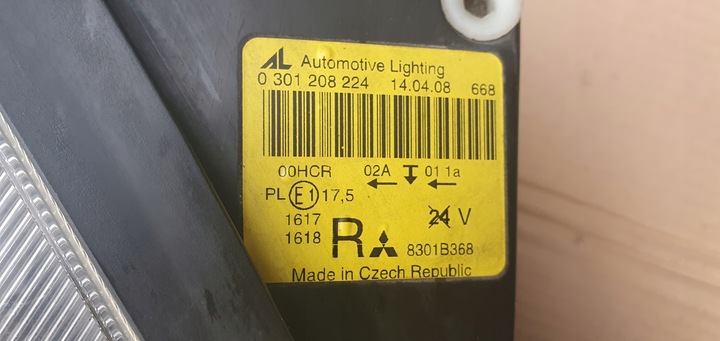 AL Automotive Lighting
0 301 208 224 14.04.08 668
00HCR 02A 01 1a
PL E1 17,5
1617 24 V
1618 R 8301B368
Made in Czech Republic